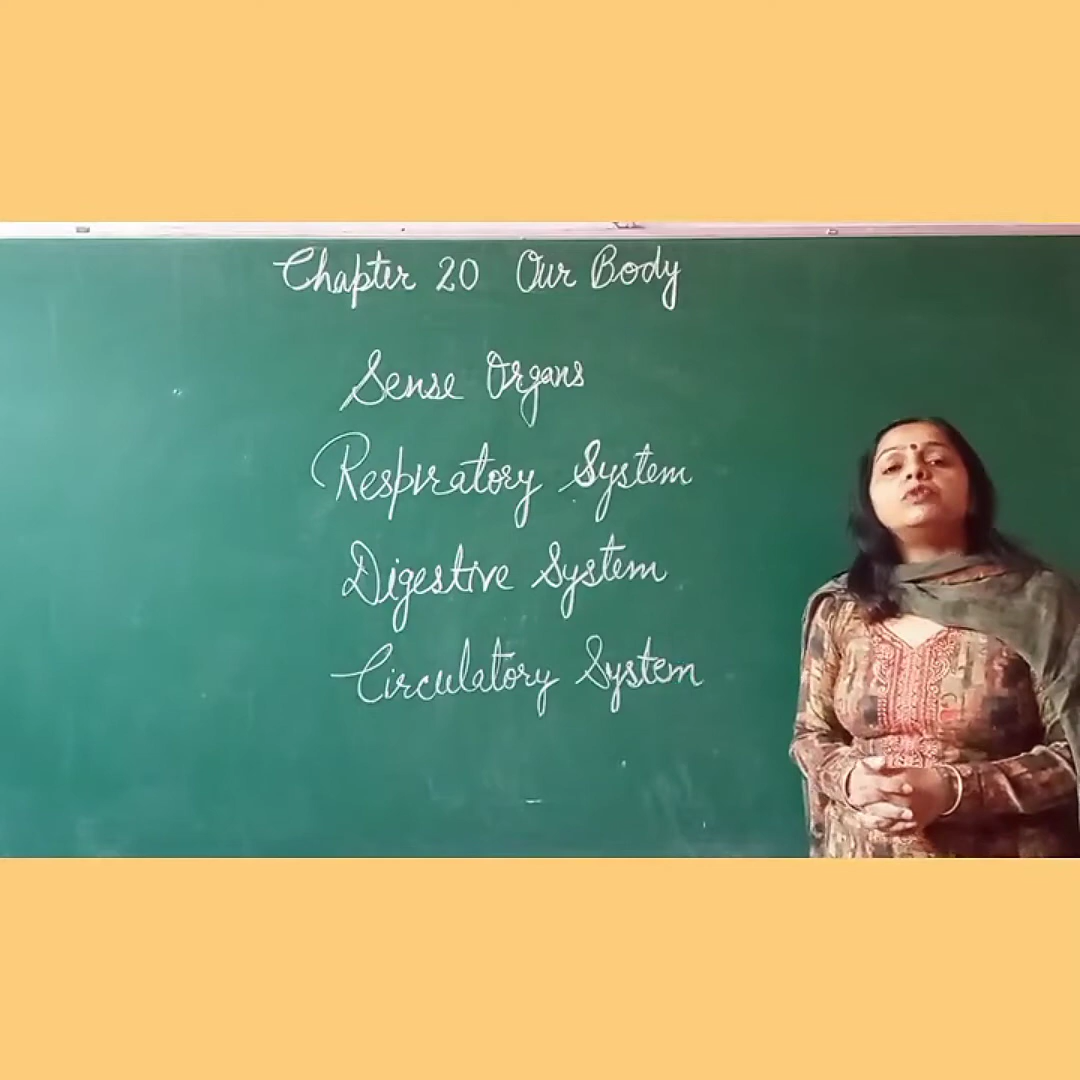 Chapter 20 Our Body
Sense Organs
Respiratory System
Digestive System
Circulatory System